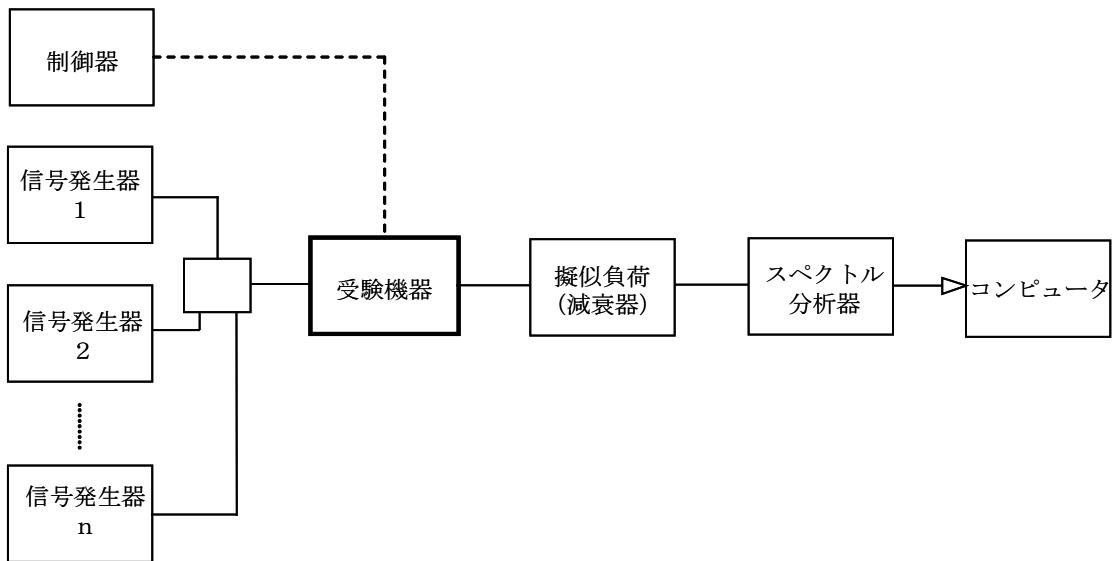 制御器
信号発生器
１
信号発生器
２
信号発生器
ｎ
受験機器
擬似負荷
（減衰器）
スペクトル
分析器
コンピュータ